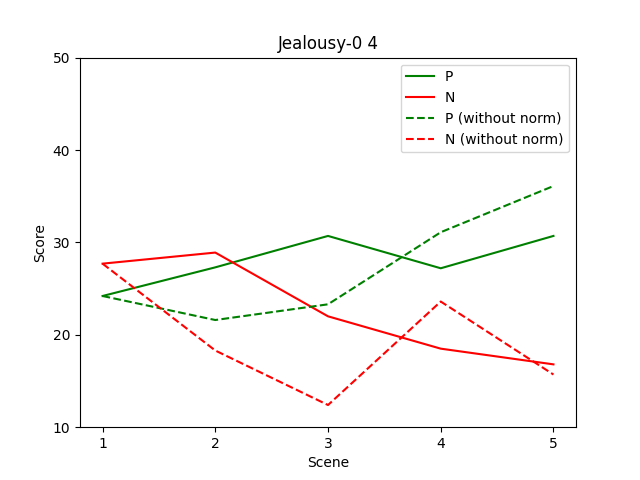 Jealousy-0 4
50
40
30
20
10
Score
P
N
P (without norm)
N (without norm)
1 2 3 4 5
Scene